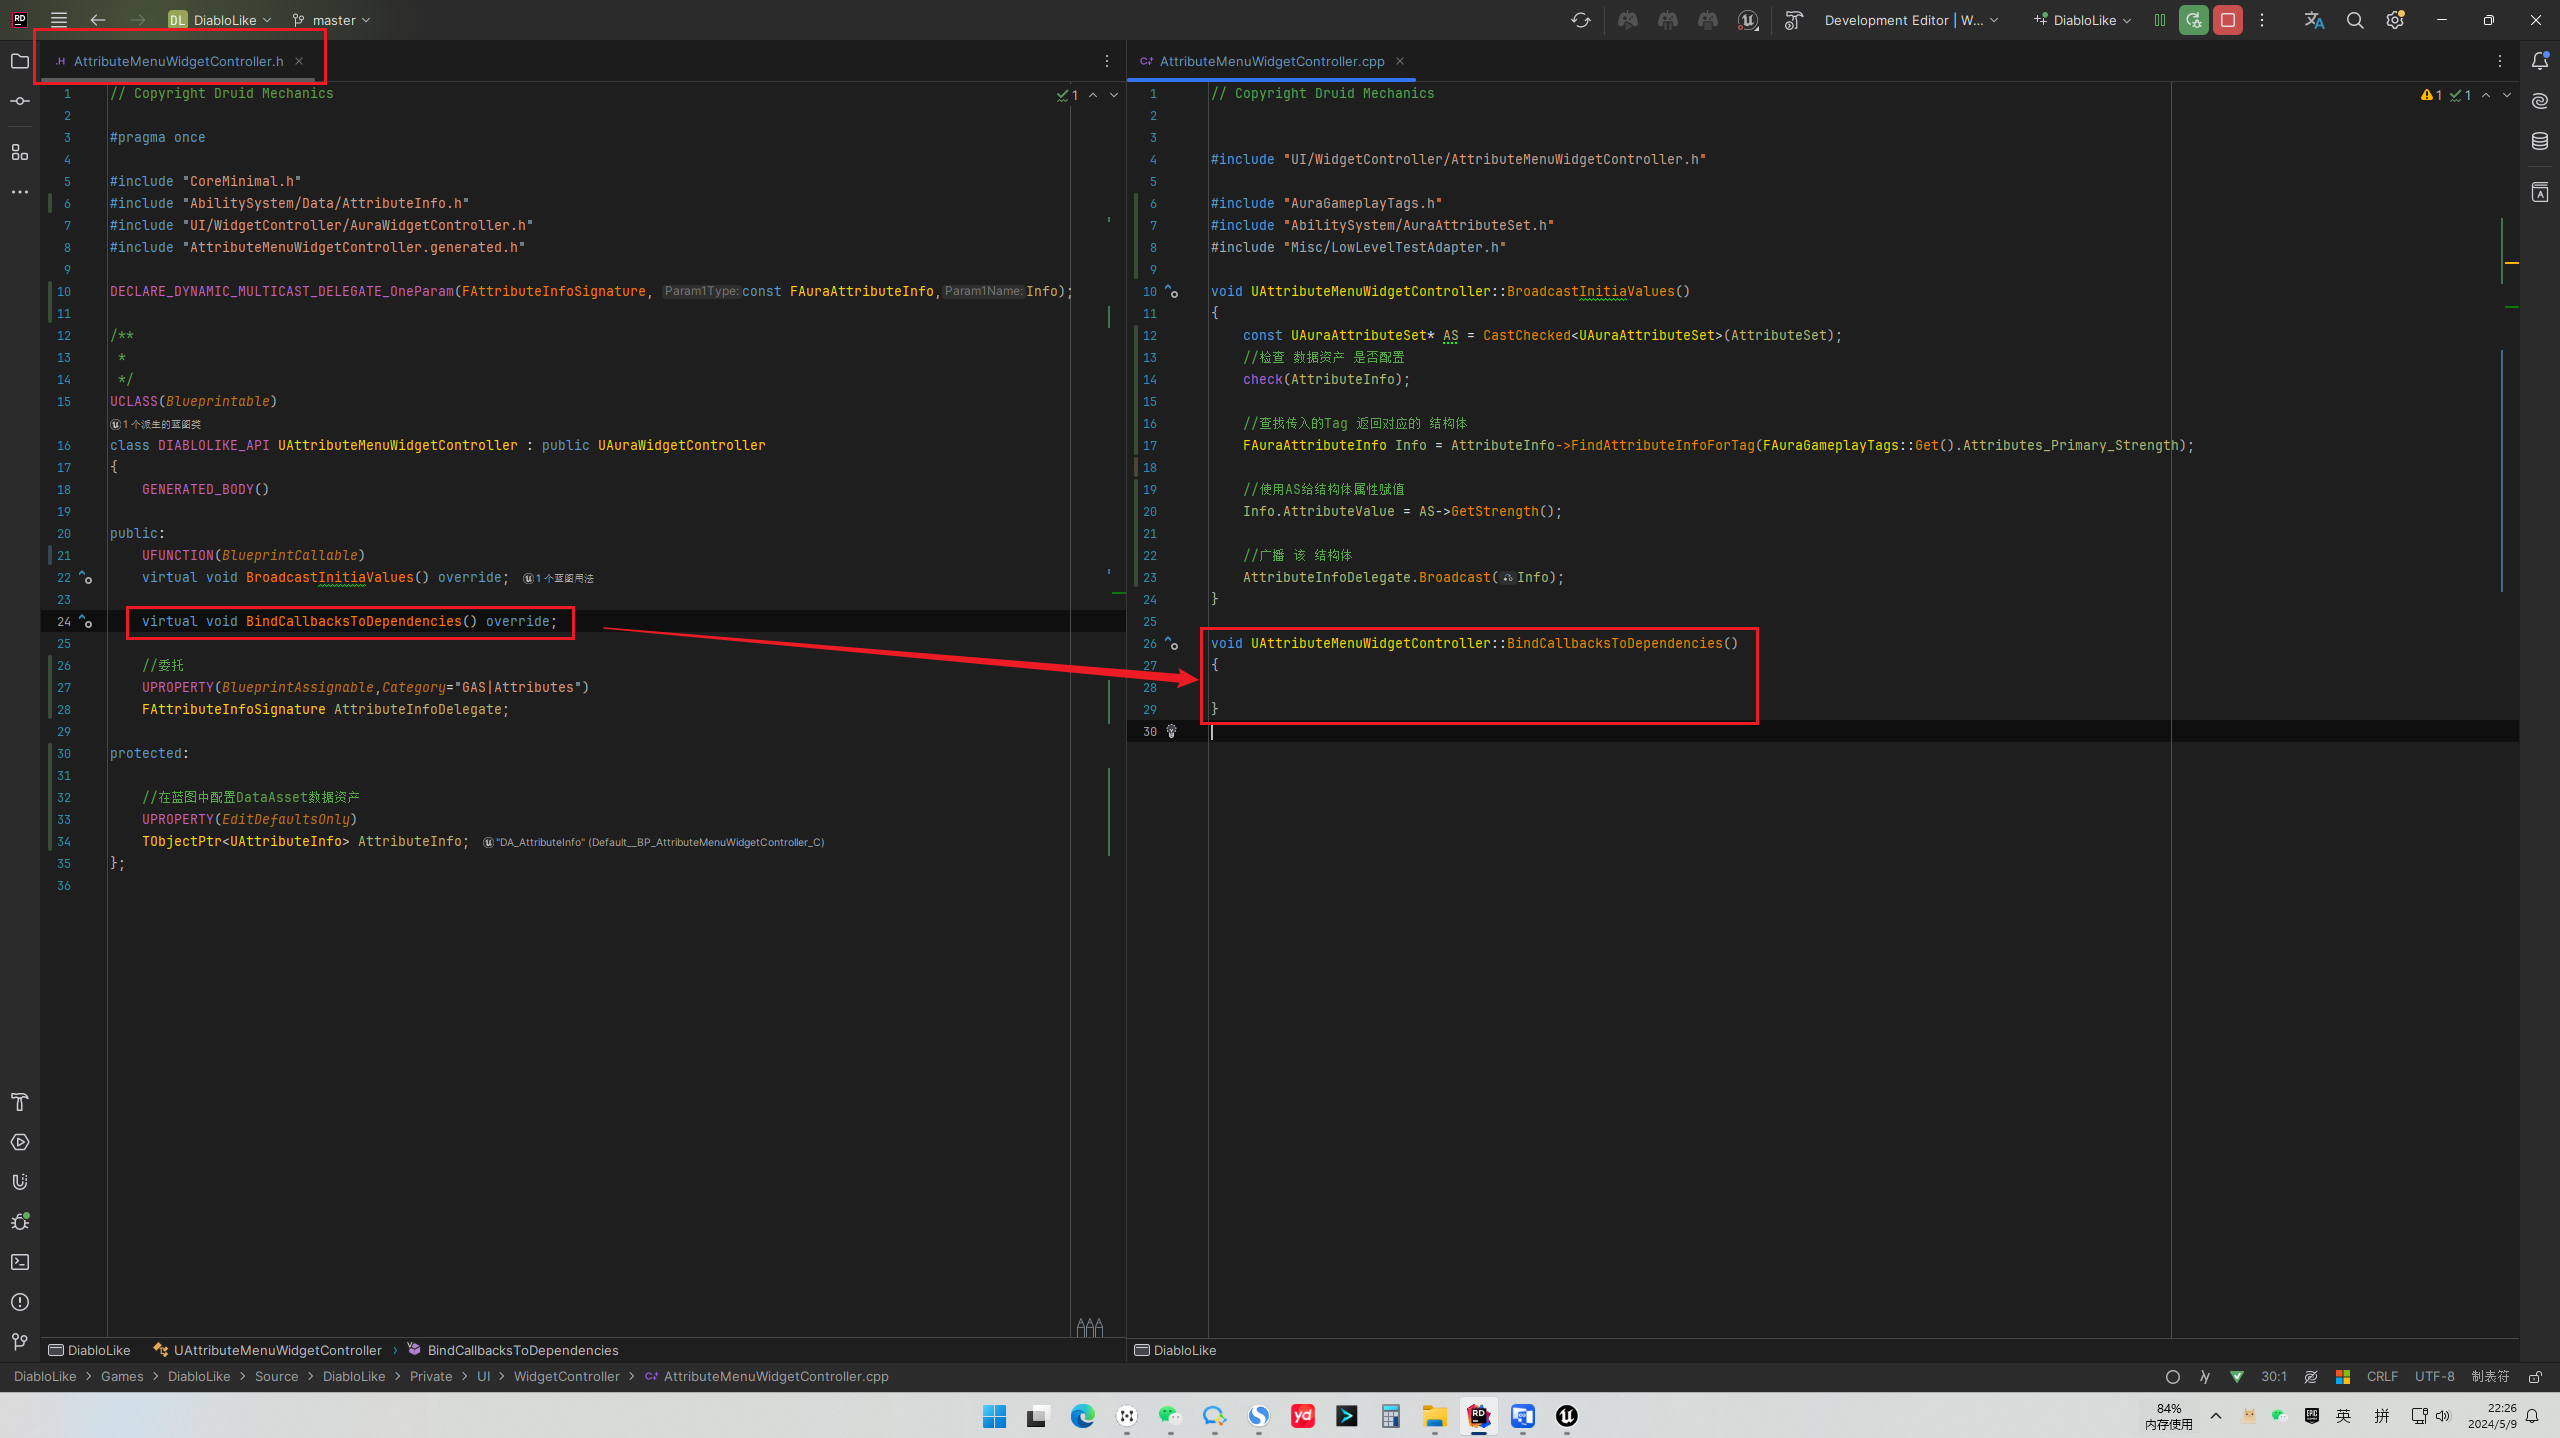 DL DiabloLike master Development Editor | W... DiabloLike
AttributeMenuWidgetController.h
1 // Copyright Druid Mechanics
2
3 #pragma once
4
5 #include "CoreMinimal.h"
6 #include "AbilitySystem/Data/AttributeInfo.h"
7 #include "UI/WidgetController/AuraWidgetController.h"
8 #include "AttributeMenuWidgetController.generated.h"
9
10 DECLARE_DYNAMIC_MULTICAST_DELEGATE_OneParam(FAttributeInfoSignature, Param1Type: const FAuraAttributeInfo, Param1Name: Info);
11
12 /**
13 *
14 */
15 UCLASS(Blueprintable)
1 个派生的蓝图类
16 class DIABLOLIKE_API UAttributeMenuWidgetController : public UAuraWidgetController
17 {
18 GENERATED_BODY()
19
20 public:
21 UFUNCTION(BlueprintCallable)
22 virtual void BroadcastInitiaValues() override; 1 个蓝图用法
23
24 virtual void BindCallbacksToDependencies() override;
25
26 //委托
27 UPROPERTY(BlueprintAssignable,Category="GAS|Attributes")
28 FAttributeInfoSignature AttributeInfoDelegate;
29
30 protected:
31
32 //在蓝图中配置DataAsset数据资产
33 UPROPERTY(EditDefaultsOnly)
34 TObjectPtr<UAttributeInfo> AttributeInfo; "DA_AttributeInfo" (Default__BP_AttributeMenuWidgetController_C)
35 };
36
1
DiabloLike UAttributeMenuWidgetController › BindCallbacksToDependencies
AttributeMenuWidgetController.cpp
1 // Copyright Druid Mechanics
2
3
4 #include "UI/WidgetController/AttributeMenuWidgetController.h"
5
6 #include "AuraGameplayTags.h"
7 #include "AbilitySystem/AuraAttributeSet.h"
8 #include "Misc/LowLevelTestAdapter.h"
9
10 void UAttributeMenuWidgetController::BroadcastInitiaValues()
11 {
12 const UAuraAttributeSet* AS = CastChecked<UAuraAttributeSet>(AttributeSet);
13 //检查 数据资产 是否配置
14 check(AttributeInfo);
15
16 //查找传入的Tag 返回对应的 结构体
17 FAuraAttributeInfo Info = AttributeInfo->FindAttributeInfoForTag(FAuraGameplayTags::Get().Attributes_Primary_Strength);
18
19 //使用AS给结构体属性赋值
20 Info.AttributeValue = AS->GetStrength();
21
22 //广播 该 结构体
23 AttributeInfoDelegate.Broadcast(Info);
24 }
25
26 void UAttributeMenuWidgetController::BindCallbacksToDependencies()
27 {
28
29 }
30
1 1
DiabloLike
DiabloLike › Games › DiabloLike › Source › DiabloLike › Private › UI › WidgetController › AttributeMenuWidgetController.cpp 30:1 CRLF UTF-8 制表符
84%
内存使用
英 拼
22:26
2024/5/9